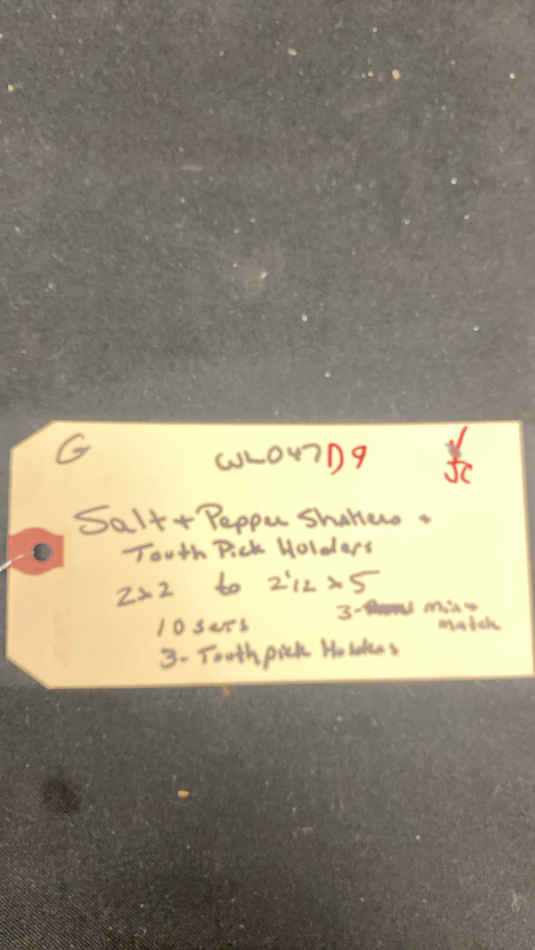 G WL047D9 JC
Salt + Pepper Shakers +
Tooth Pick Holders
2x2 to 2 1/2 x 5
10 sets 3- Mix +
match
3- Toothpick Holders